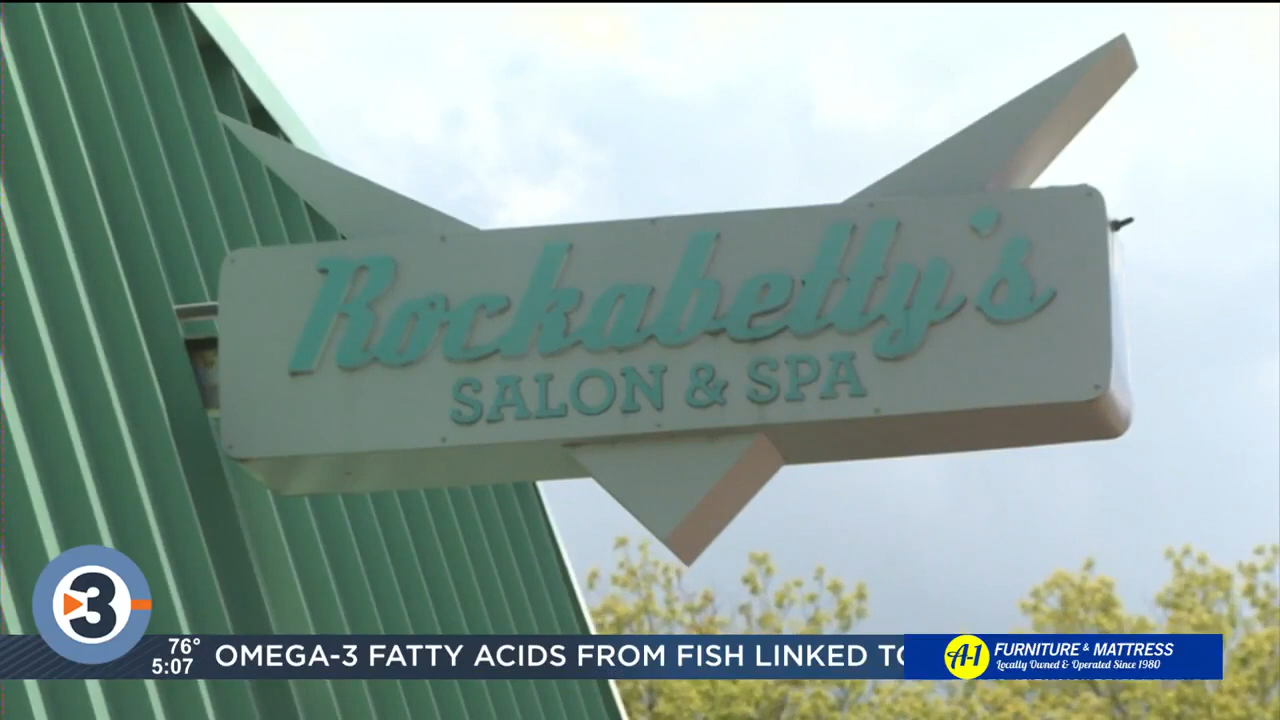 Rockabetty's
SALON & SPA
3
76°
5:07
OMEGA-3 FATTY ACIDS FROM FISH LINKED TO
A-1
FURNITURE & MATTRESS
Locally Owned & Operated Since 1980